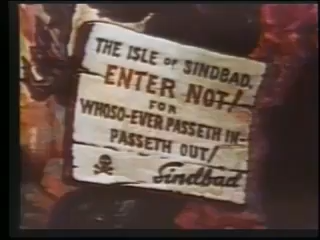 THE ISLE OF SINDBAD.
ENTER NOT!
FOR
WHOSO-EVER PASSETH IN-
PASSETH OUT!
Sindbad